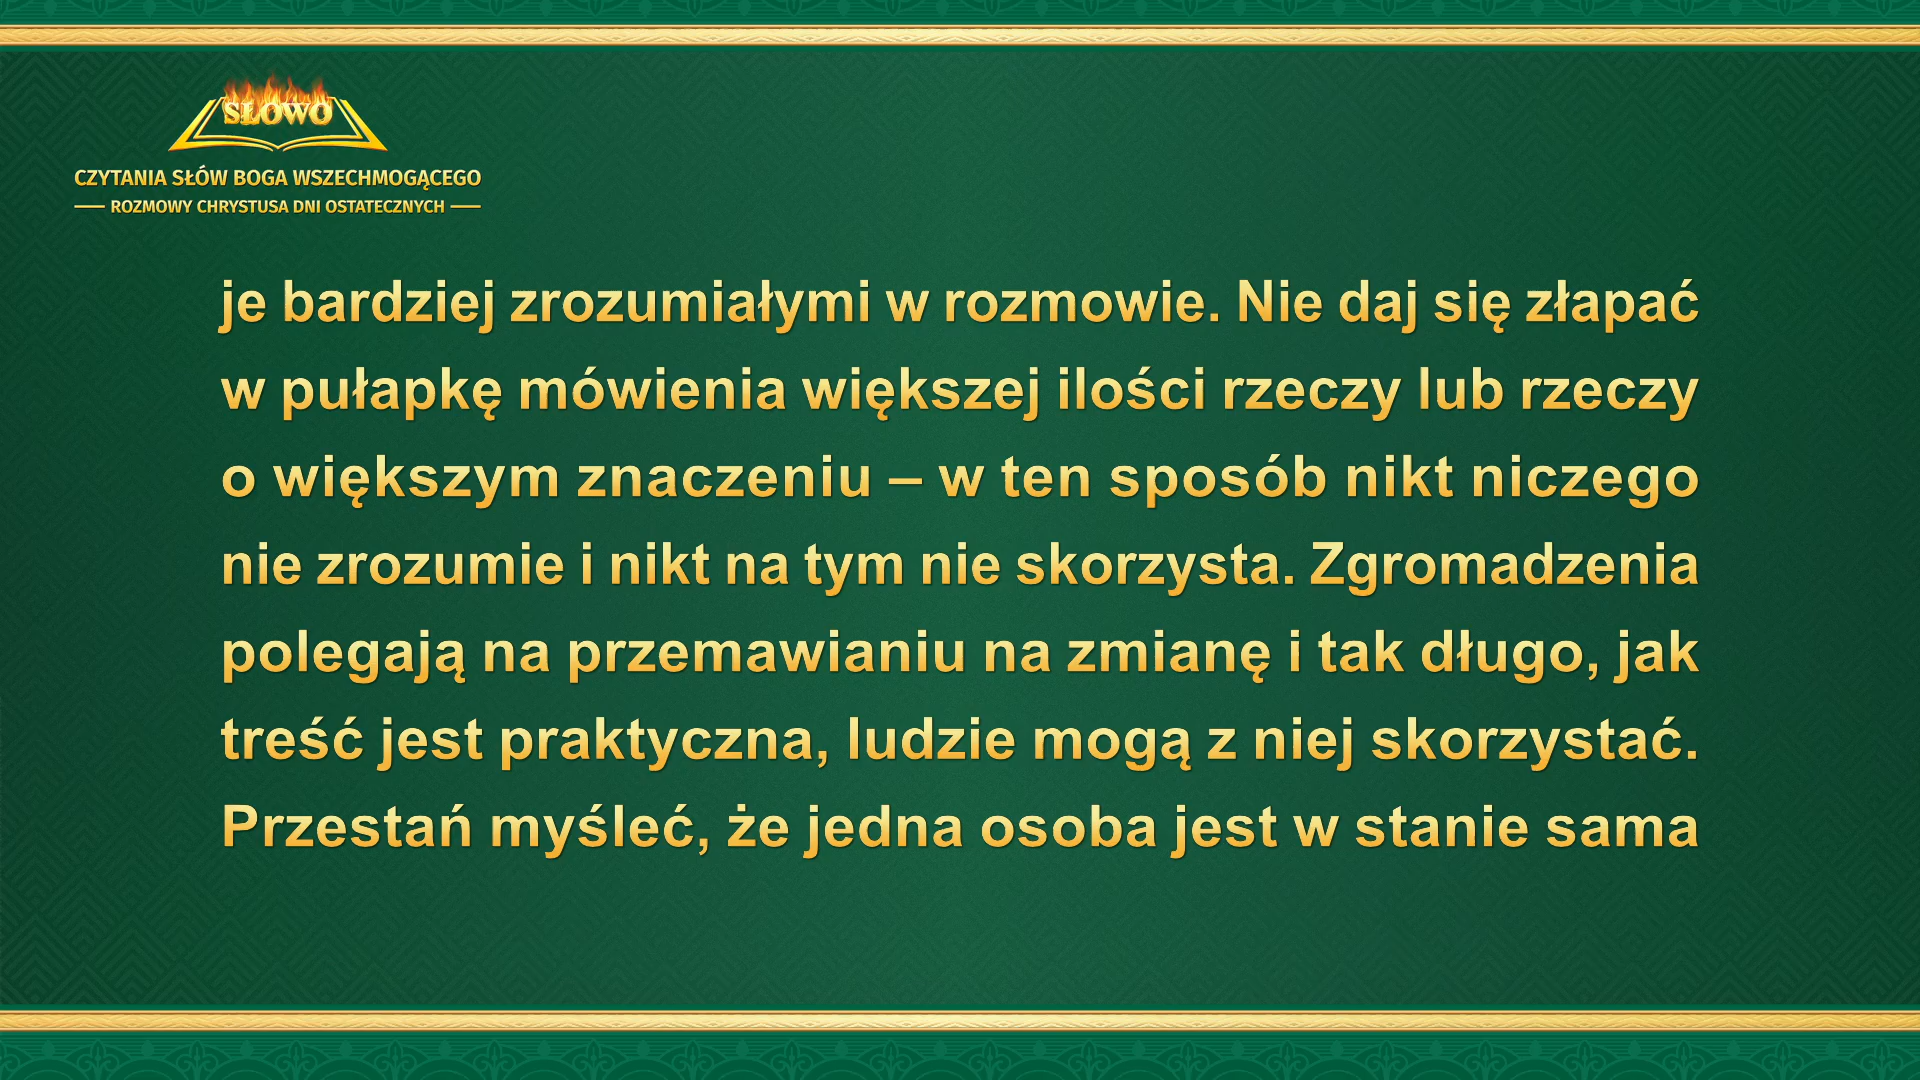 SŁOWO
CZYTANIA SŁÓW BOGA WSZECHMOGĄCEGO
ROZMOWY CHRYSTUSA DNI OSTATECZNYCH
je bardziej zrozumiałymi w rozmowie. Nie daj się złapać
w pułapkę mówienia większej ilości rzeczy lub rzeczy
o większym znaczeniu – w ten sposób nikt niczego
nie zrozumie i nikt na tym nie skorzysta. Zgromadzenia
polegają na przemawianiu na zmianę i tak długo, jak
treść jest praktyczna, ludzie mogą z niej skorzystać.
Przestań myśleć, że jedna osoba jest w stanie sama